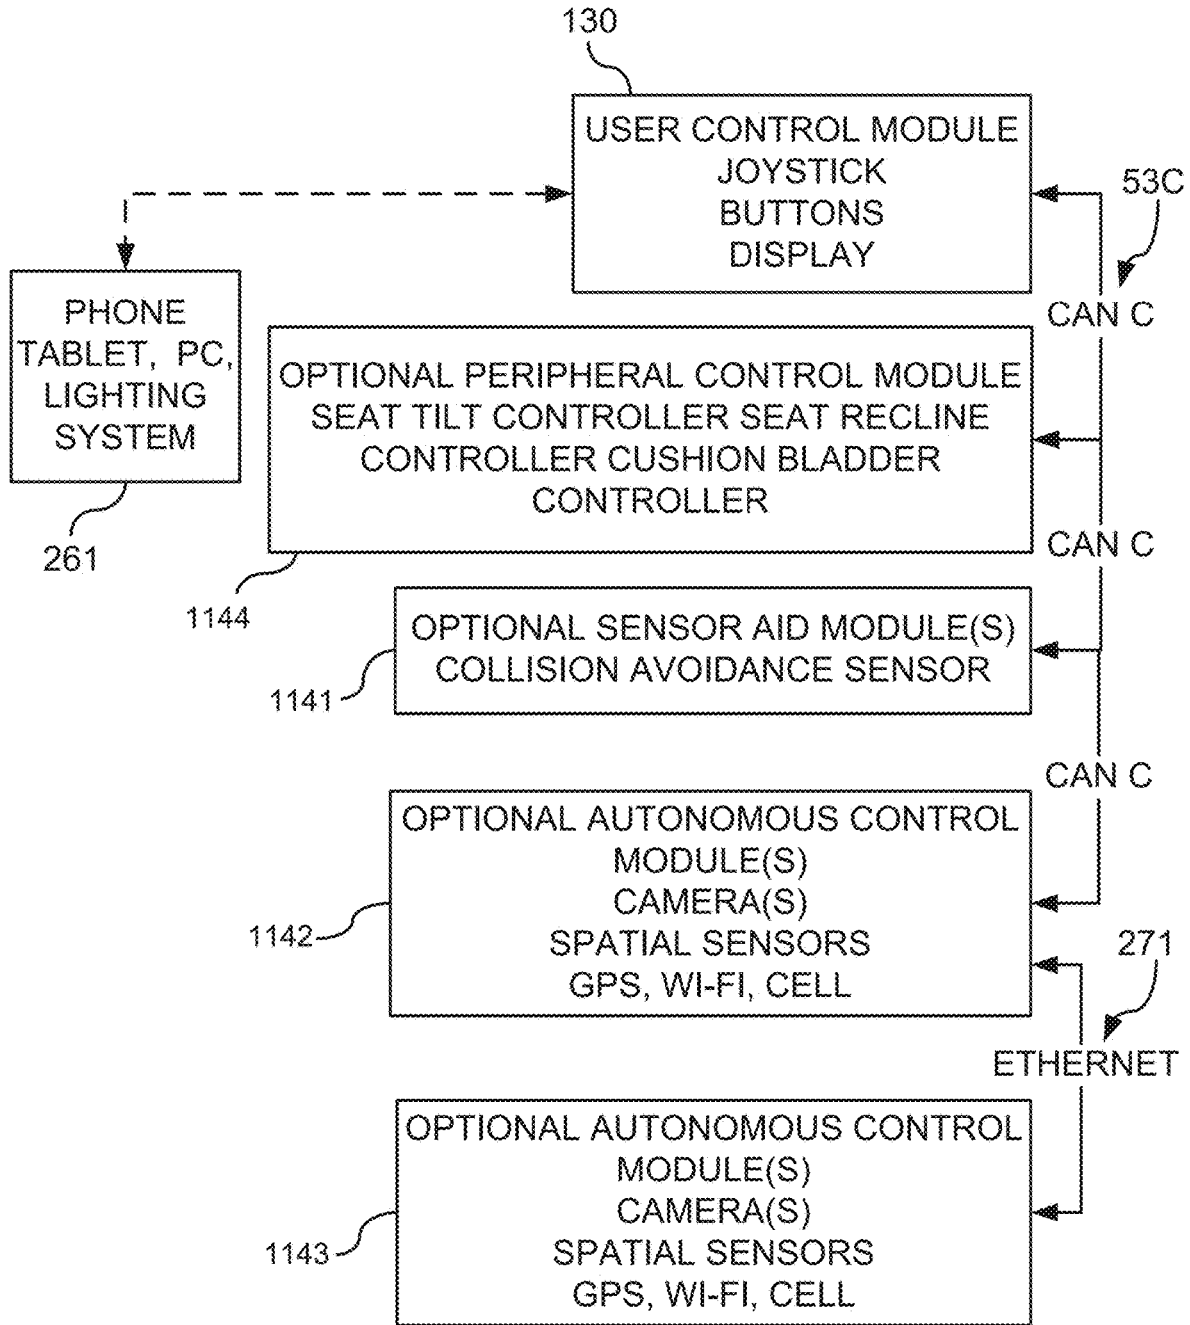 130
USER CONTROL MODULE
JOYSTICK
BUTTONS
DISPLAY
53C
CAN C
PHONE
TABLET, PC,
LIGHTING
SYSTEM
261
OPTIONAL PERIPHERAL CONTROL MODULE
SEAT TILT CONTROLLER SEAT RECLINE
CONTROLLER CUSHION BLADDER
CONTROLLER
1144
CAN C
OPTIONAL SENSOR AID MODULE(S)
COLLISION AVOIDANCE SENSOR
1141
CAN C
OPTIONAL AUTONOMOUS CONTROL
MODULE(S)
CAMERA(S)
SPATIAL SENSORS
GPS, WI-FI, CELL
1142
271
ETHERNET
OPTIONAL AUTONOMOUS CONTROL
MODULE(S)
CAMERA(S)
SPATIAL SENSORS
GPS, WI-FI, CELL
1143